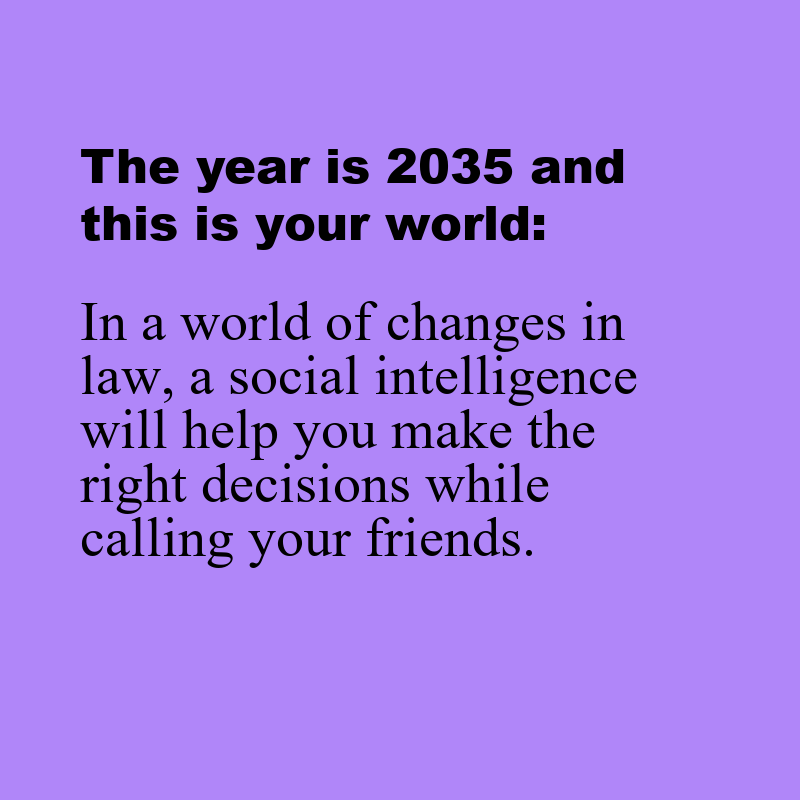 The year is 2035 and
this is your world:
In a world of changes in
law, a social intelligence
will help you make the
right decisions while
calling your friends.